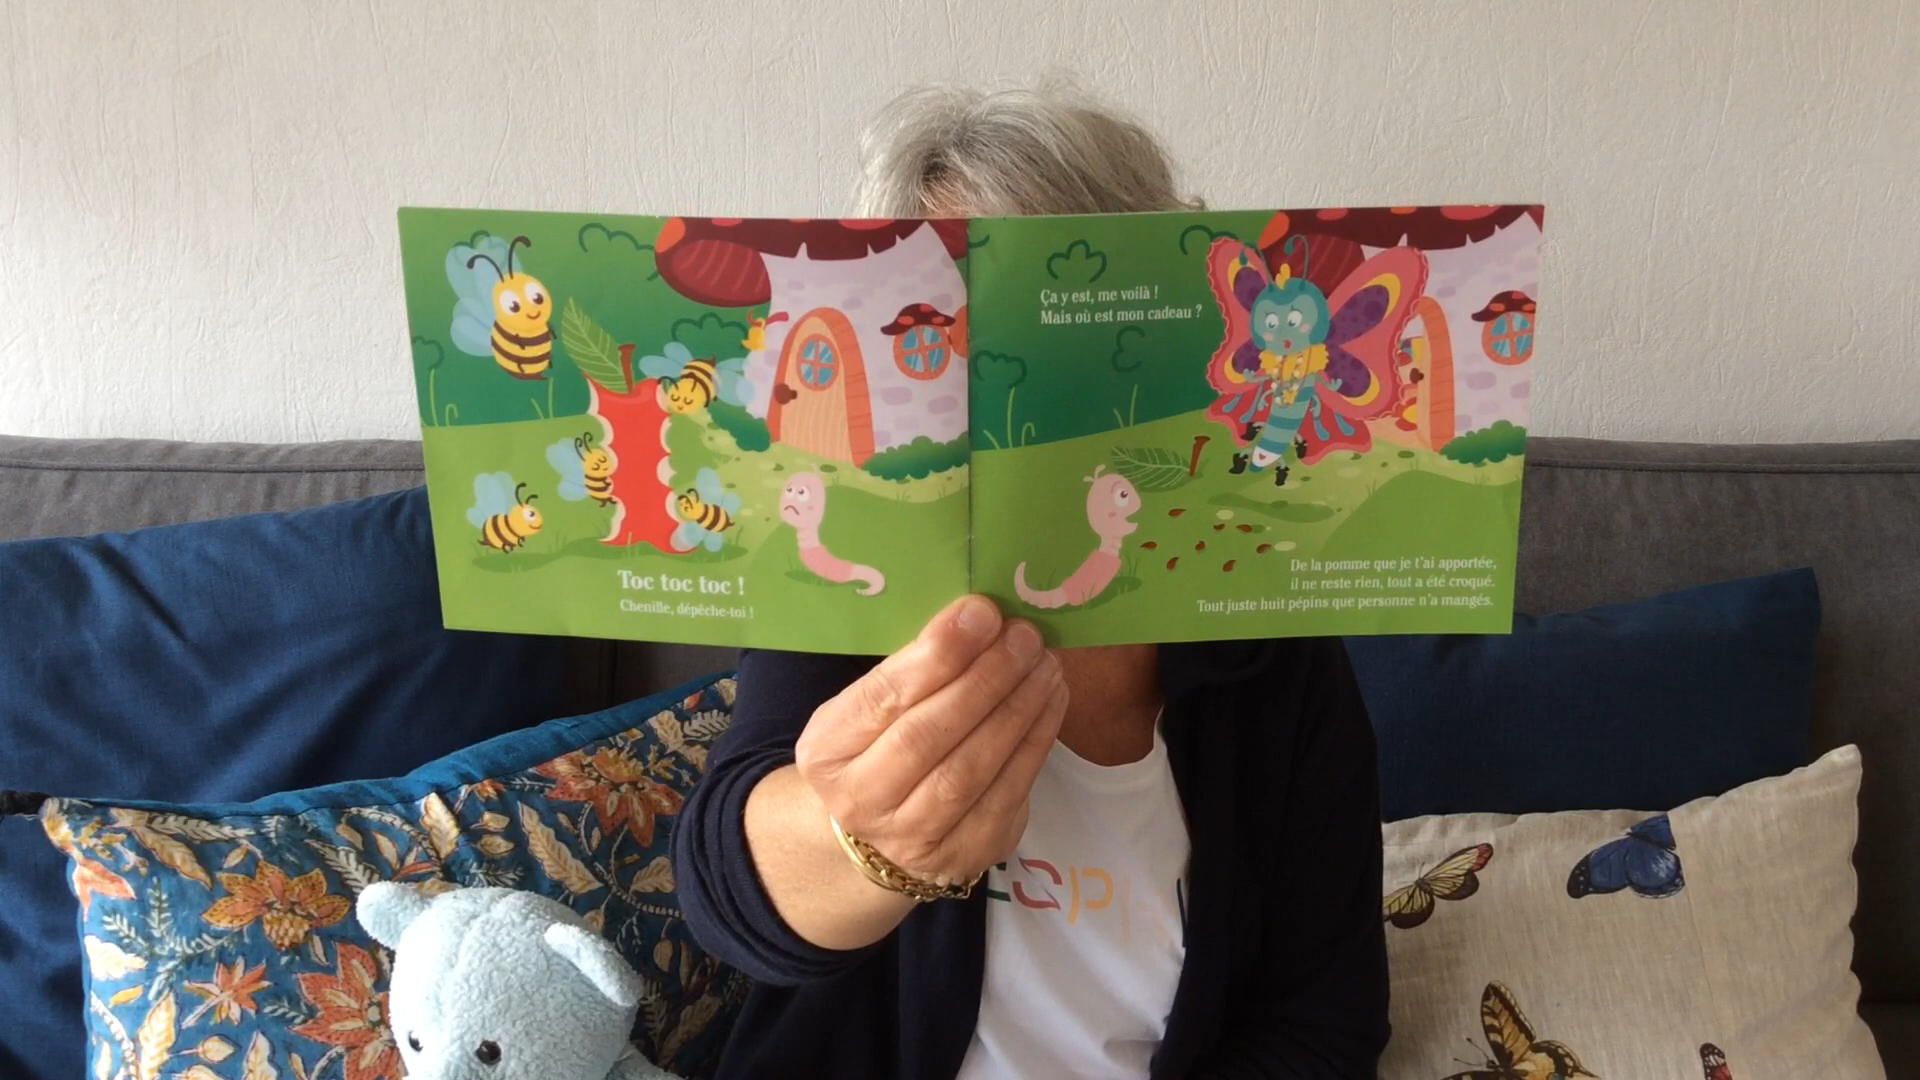 Toc toc toc !
Chenille, dépêche-toi !
Ça y est, me voilà !
Mais où est mon cadeau ?
De la pomme que je t'ai apportée,
il ne reste rien, tout a été croqué.
Tout juste huit pépins que personne n'a mangés.